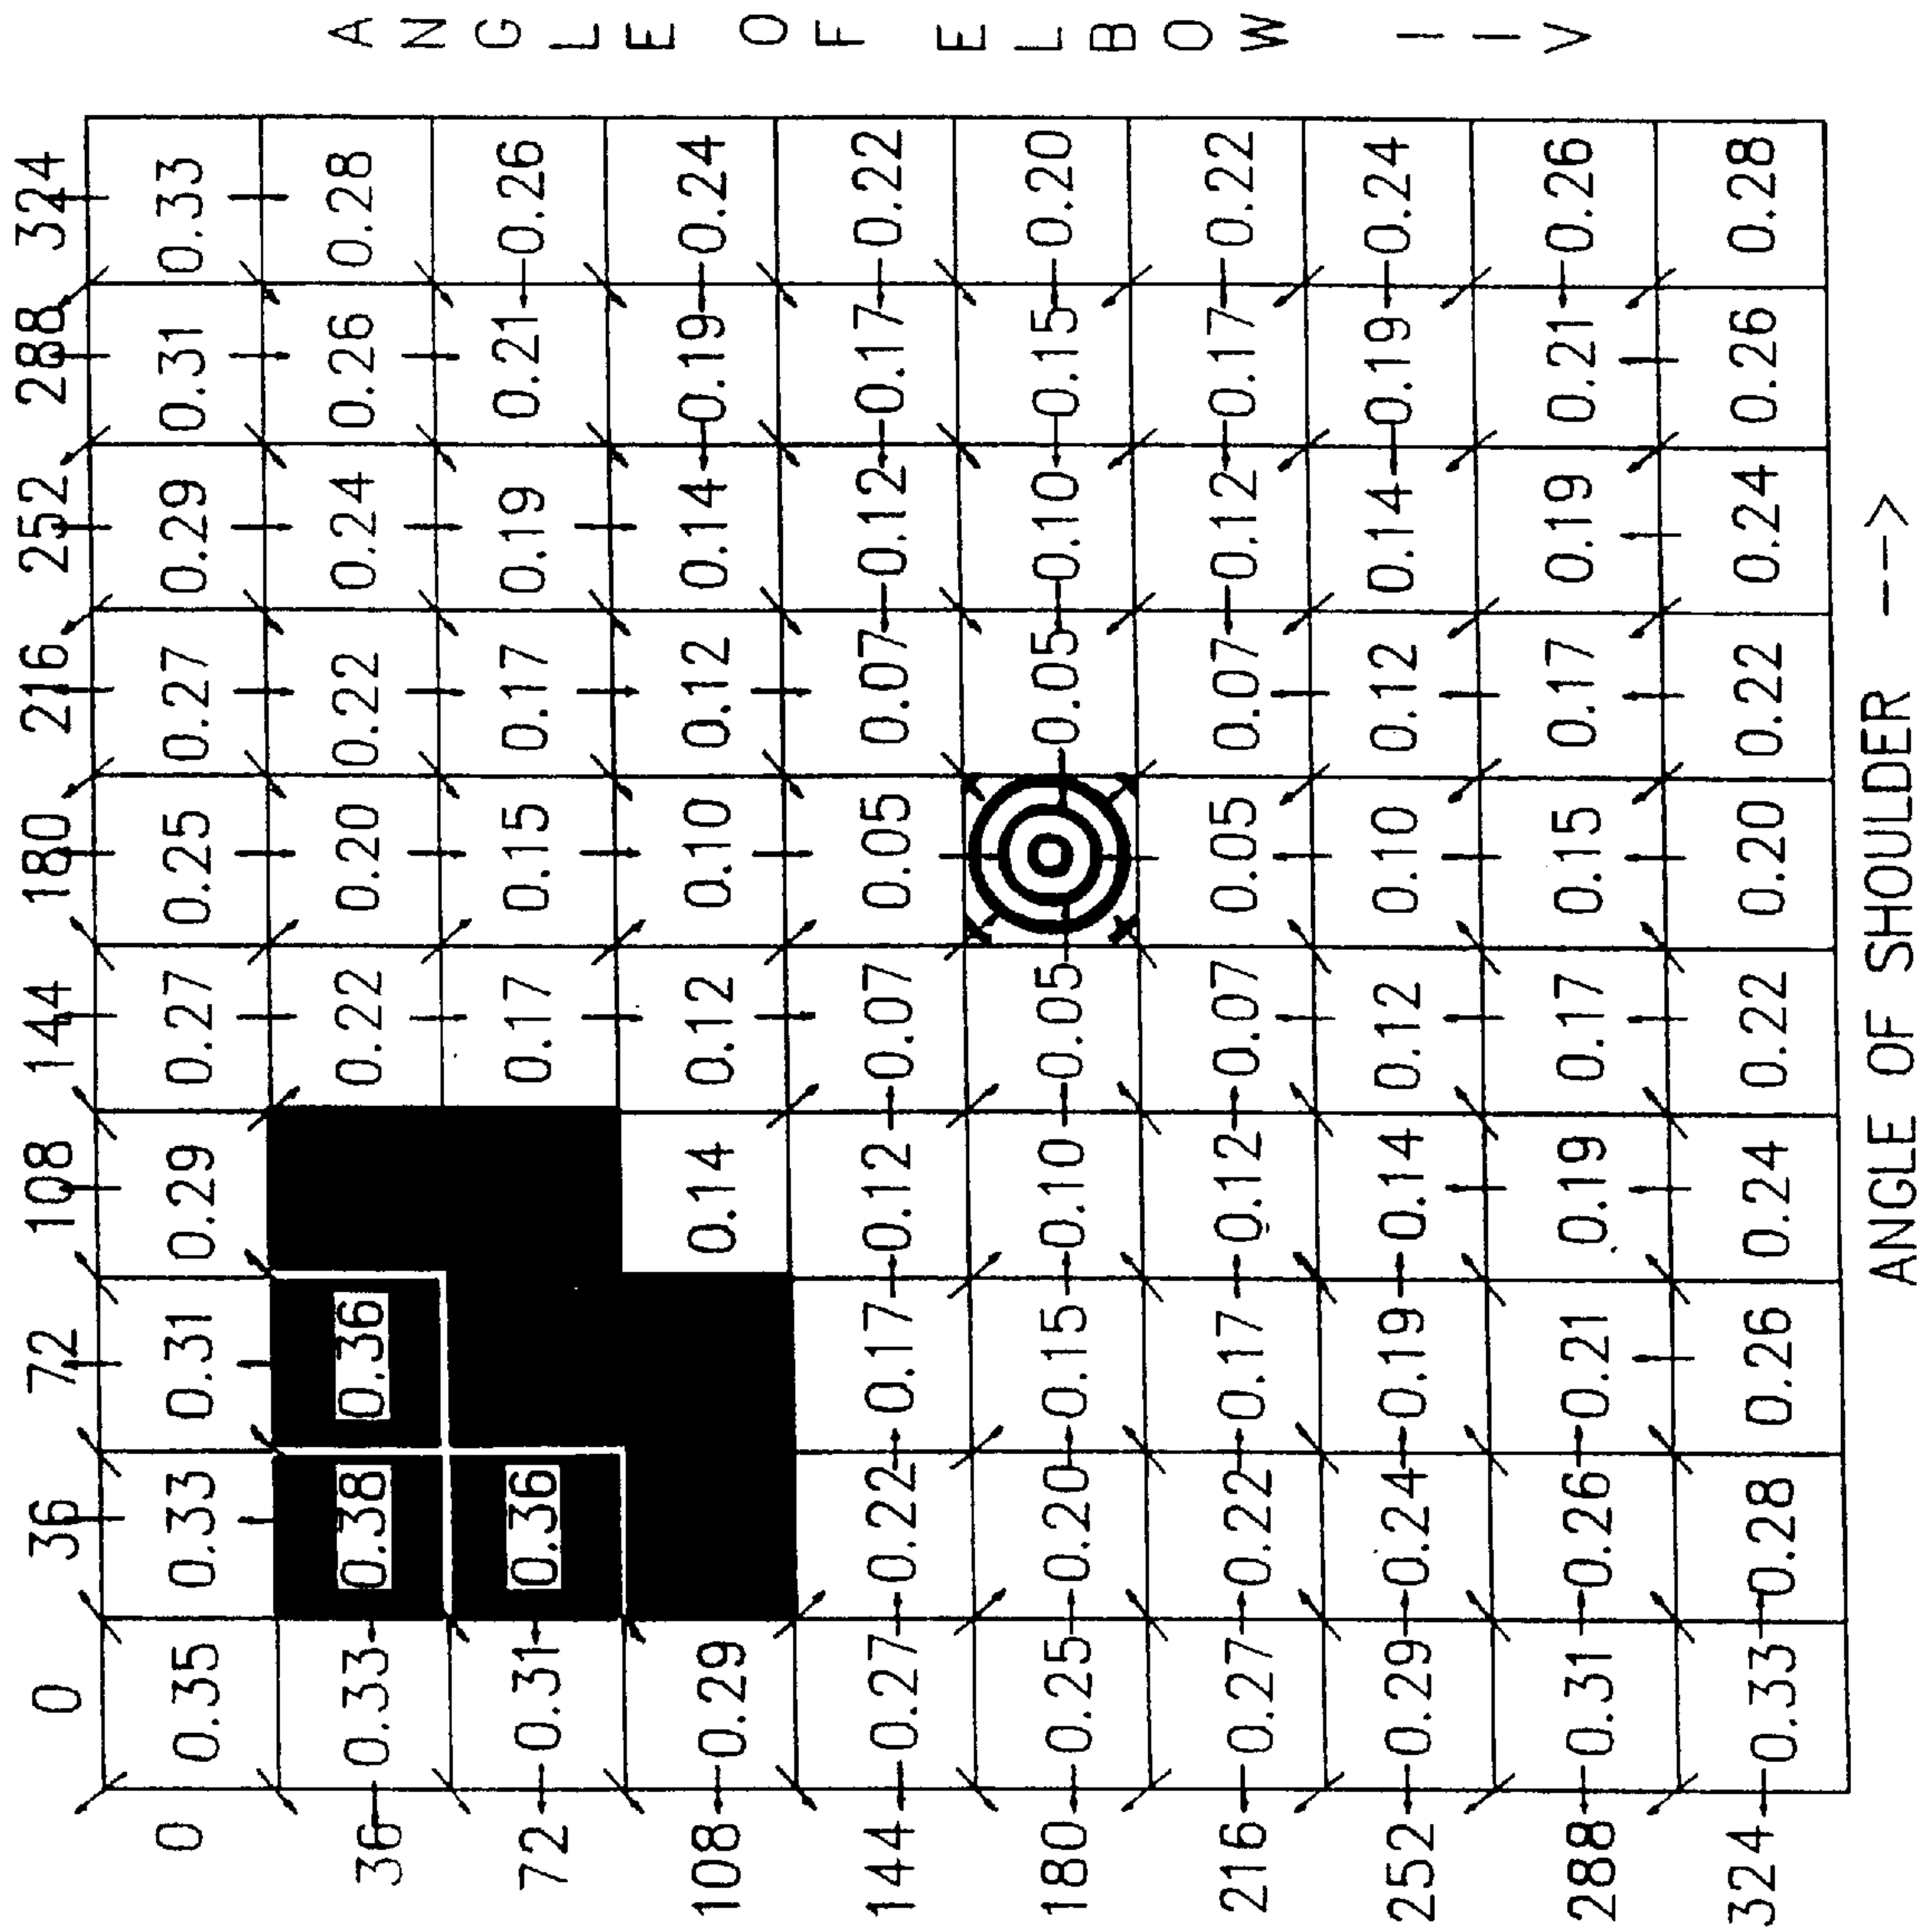 0 36 72 108 144 180 216 252 288 324
0 0.35 0.33 0.31 0.29 0.27 0.25 0.27 0.29 0.31 0.33
36 0.33 0.38 0.36 0.22 0.20 0.22 0.24 0.26 0.28
72 0.31 0.36 0.17 0.15 0.17 0.19 0.21 0.26
108 0.29 0.14 0.12 0.10 0.12 0.14 0.19 0.24
144 0.27 0.22 0.17 0.12 0.07 0.05 0.07 0.12 0.17 0.22
180 0.25 0.20 0.15 0.10 0.05 0.05 0.10 0.15 0.20
216 0.27 0.22 0.17 0.12 0.07 0.05 0.07 0.12 0.17 0.22
252 0.29 0.24 0.19 0.14 0.12 0.10 0.12 0.14 0.19 0.24
288 0.31 0.26 0.21 0.19 0.17 0.15 0.17 0.19 0.21 0.26
324 0.33 0.28 0.26 0.24 0.22 0.20 0.22 0.24 0.26 0.28
ANGLE OF ELBOW | | V
ANGLE OF SHOULDER -->